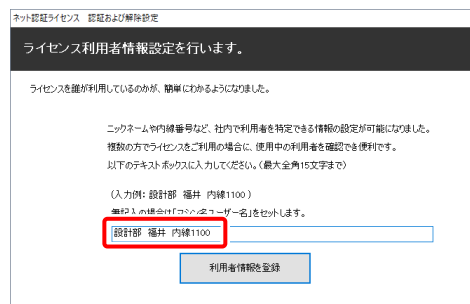 ネット認証ライセンス 認証および解除設定
ライセンス利用者情報設定を行います。
ライセンスを誰が利用しているのかが、簡単にわかるようになりました。
ニックネームや内線番号など、社内で利用者を特定できる情報の設定が可能になりました。
複数の方でライセンスをご利用の場合に、使用中の利用者を確認でき便利です。
以下のテキストボックスに入力してください。(最大全角15文字まで)
(入力例：設計部 福井 内線1100 )
無記入の場合は「マシン名ユーザー名」をセットします。
設計部 福井 内線1100
利用者情報を登録